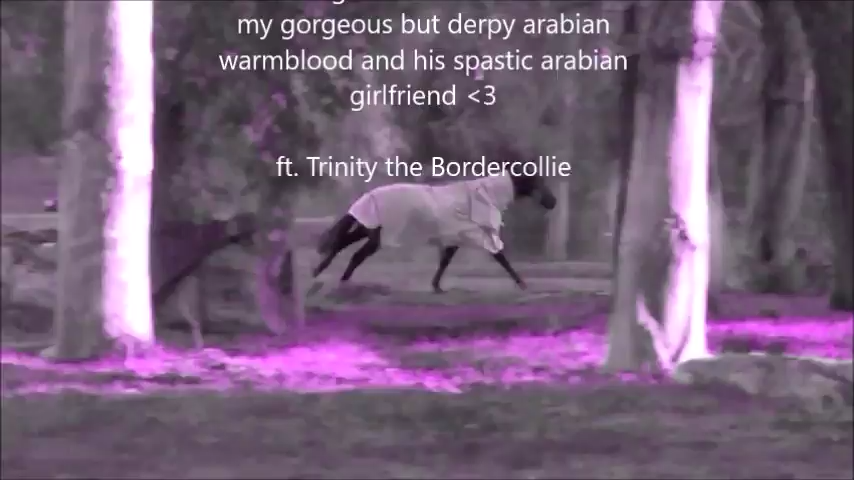 my gorgeous but derpy arabian
warmblood and his spastic arabian
girlfriend <3
ft. Trinity the Bordercollie